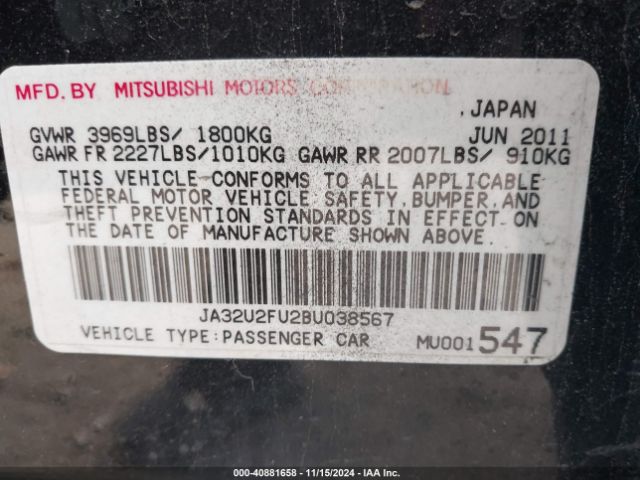 MFD. BY MITSUBISHI MOTORS CORPORATION
, JAPAN
GVWR 3969LBS/ 1800KG JUN 2011
GAWR FR 2227LBS/1010KG GAWR RR 2007LBS/ 910KG
THIS VEHICLE CONFORMS TO ALL APPLICABLE
FEDERAL MOTOR VEHICLE SAFETY, BUMPER, AND
THEFT PREVENTION STANDARDS IN EFFECT ON
THE DATE OF MANUFACTURE SHOWN ABOVE.
JA32U2FU2BU038567
VEHICLE TYPE:PASSENGER CAR MU001547
000-40881658 - 11/15/2024 - IAA Inc.